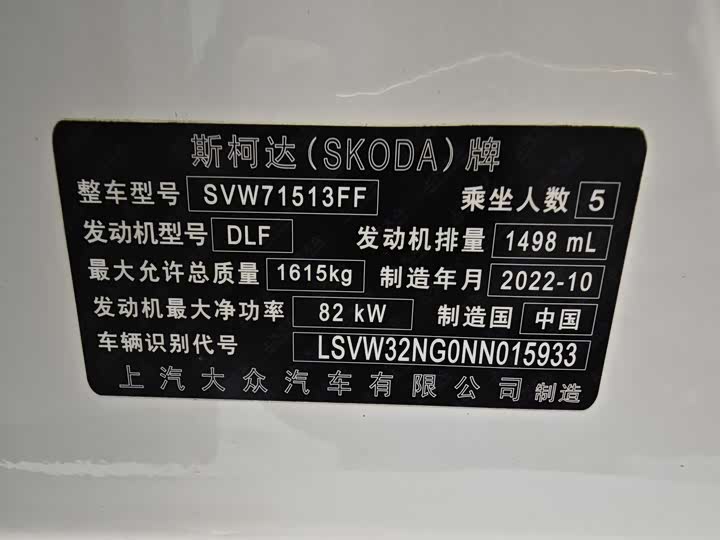 斯柯达(SKODA)牌
整车型号 SVW71513FF 乘坐人数 5
发动机型号 DLF 发动机排量 1498 mL
最大允许总质量 1615kg 制造年月 2022-10
发动机最大净功率 82 kW 制造国 中国
车辆识别代号 LSVW32NG0NN015933
上汽大众汽车有限公司 制造